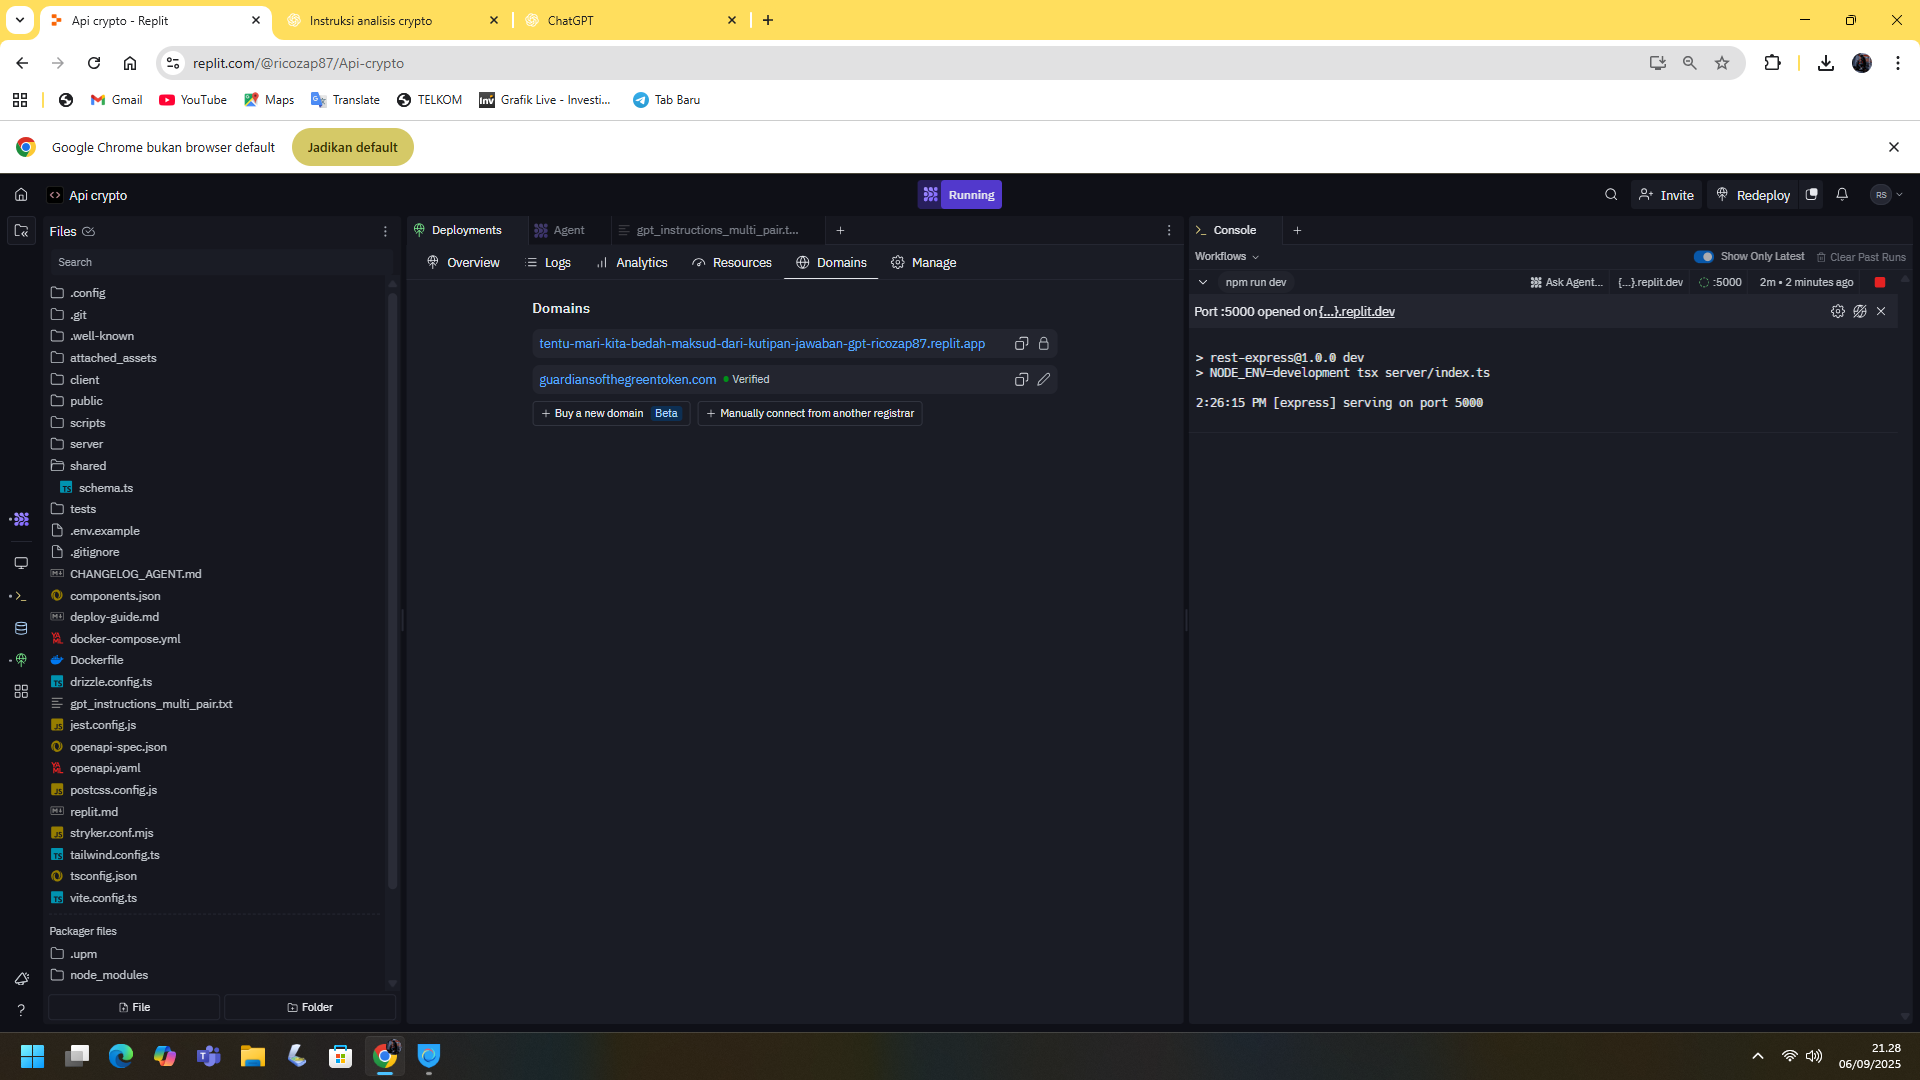 Api crypto - Replit
Instruksi analisis crypto
ChatGPT
replit.com/@ricozap87/Api-crypto
Gmail
YouTube
Maps
Translate
TELKOM
Inv
Grafik Live - Investi...
Tab Baru
Google Chrome bukan browser default
Jadikan default
Api crypto
Running
Invite
Redeploy
RS
Files
Search
.config
.git
.well-known
attached_assets
client
public
scripts
server
shared
schema.ts
tests
.env.example
.gitignore
CHANGELOG_AGENT.md
components.json
deploy-guide.md
docker-compose.yml
Dockerfile
drizzle.config.ts
gpt_instructions_multi_pair.txt
jest.config.js
openapi-spec.json
openapi.yaml
postcss.config.js
replit.md
stryker.conf.mjs
tailwind.config.ts
tsconfig.json
vite.config.ts
Packager files
.upm
node_modules
File
Folder
Deployments
Agent
gpt_instructions_multi_pair.t...
Overview
Logs
Analytics
Resources
Domains
Manage
Domains
tentu-mari-kita-bedah-maksud-dari-kutipan-jawaban-gpt-ricozap87.replit.app
guardiansofthegreentoken.com
Verified
+ Buy a new domain Beta
+ Manually connect from another registrar
Console
Workflows
Show Only Latest
Clear Past Runs
npm run dev
Ask Agent...
{...}.replit.dev
:5000
2m • 2 minutes ago
Port :5000 opened on {...}.replit.dev
> rest-express@1.0.0 dev
> NODE_ENV=development tsx server/index.ts
2:26:15 PM [express] serving on port 5000
21.28
06/09/2025